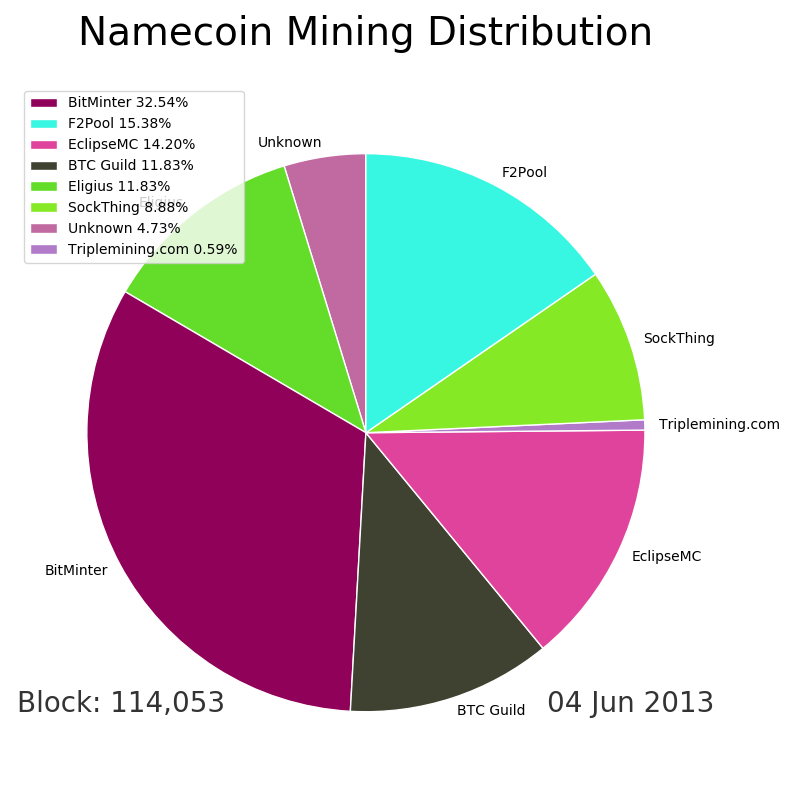 Namecoin Mining Distribution
BitMinter 32.54%
F2Pool 15.38%
EclipseMC 14.20%
BTC Guild 11.83%
Eligius 11.83%
SockThing 8.88%
Unknown 4.73%
Triplemining.com 0.59%
Unknown
F2Pool
Eligius
SockThing
Triplemining.com
EclipseMC
BitMinter
BTC Guild
Block: 114,053
04 Jun 2013